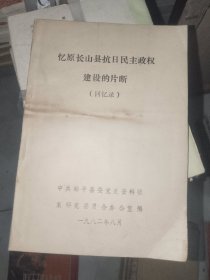 忆原长山县抗日民主政权
建设的片断
（回忆录）
中共邹平县委党史资料征
集研究委员会办公室编
一九八二年八月